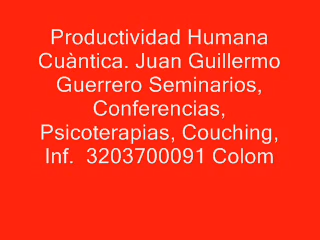 Productividad Humana
Cuàntica. Juan Guillermo
Guerrero Seminarios,
Conferencias,
Psicoterapias, Couching,
Inf.  3203700091 Colom